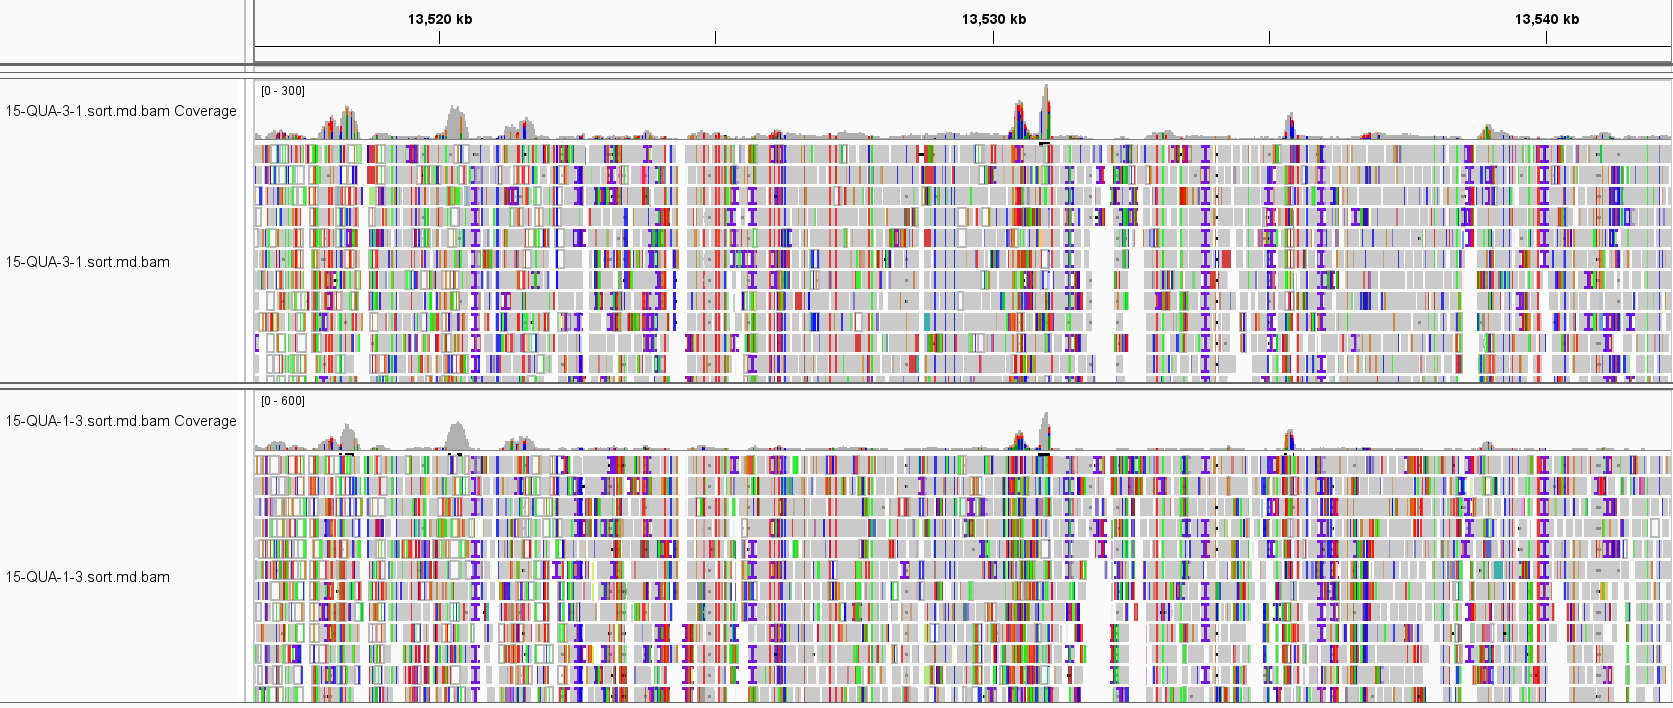 13,520 kb 13,530 kb 13,540 kb
[0 - 300]
15-QUA-3-1.sort.md.bam Coverage
15-QUA-3-1.sort.md.bam
[0 - 600]
15-QUA-1-3.sort.md.bam Coverage
15-QUA-1-3.sort.md.bam